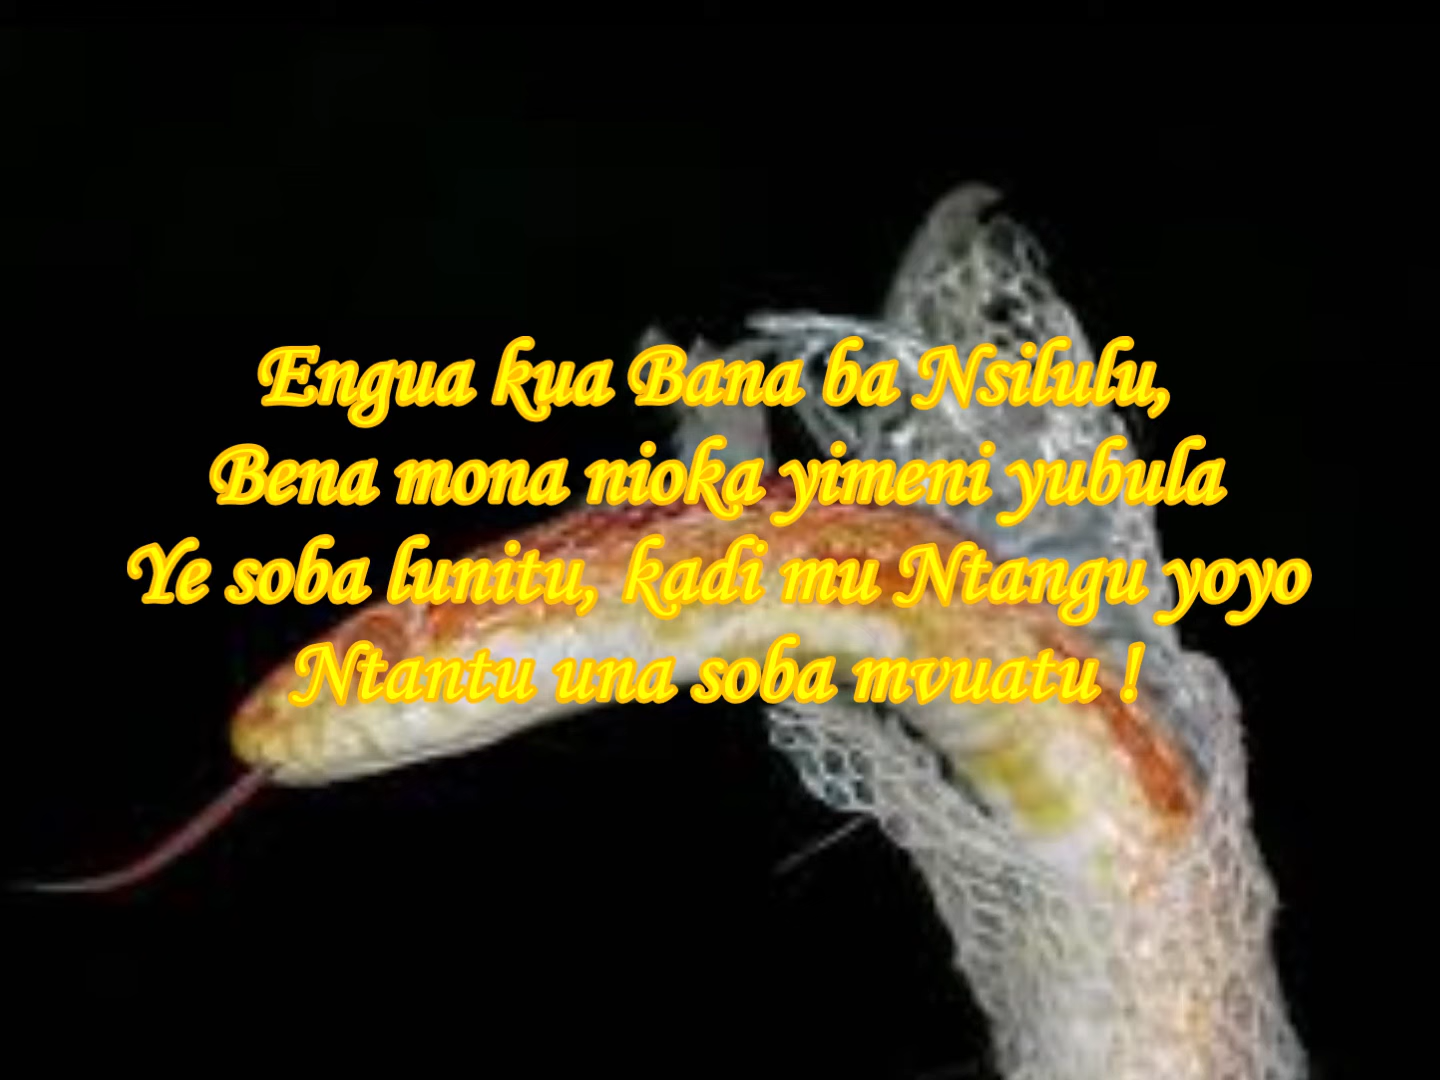 Engua kua Bana ba Nsilulu,
Bena mona nioka yimeni yubula
Ye soba lunitu, kadi mu Ntangu yoyo
Ntantu una soba mvuatu !